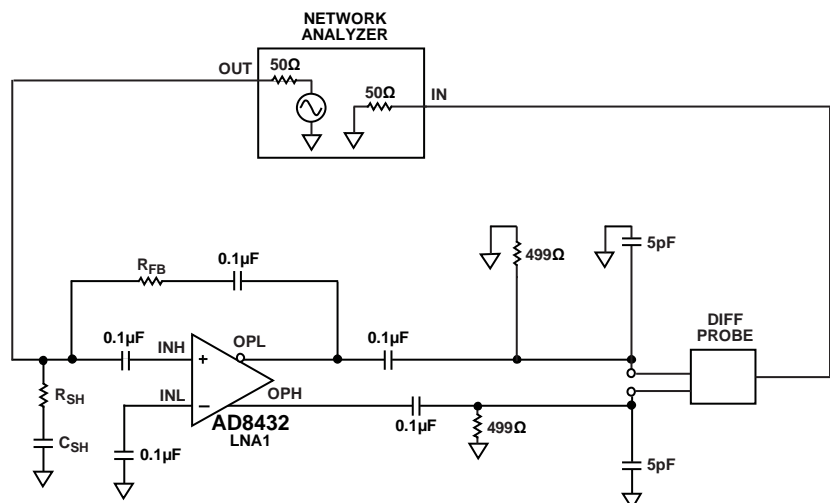 NETWORK
ANALYZER
OUT
50Ω
50Ω
IN
499Ω
5pF
RFB
0.1µF
DIFF
PROBE
0.1µF
INH
+
OPL
0.1µF
RSH
INL
–
OPH
AD8432
LNA1
0.1µF
499Ω
CSH
0.1µF
5pF